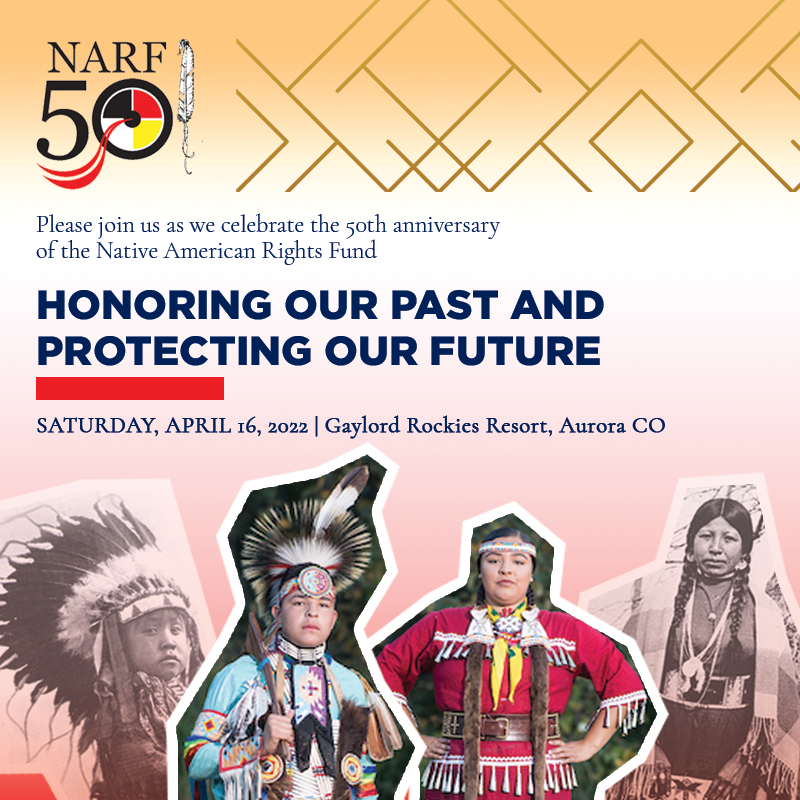 NARF
50
Please join us as we celebrate the 50th anniversary
of the Native American Rights Fund
HONORING OUR PAST AND
PROTECTING OUR FUTURE
SATURDAY, APRIL 16, 2022 | Gaylord Rockies Resort, Aurora CO